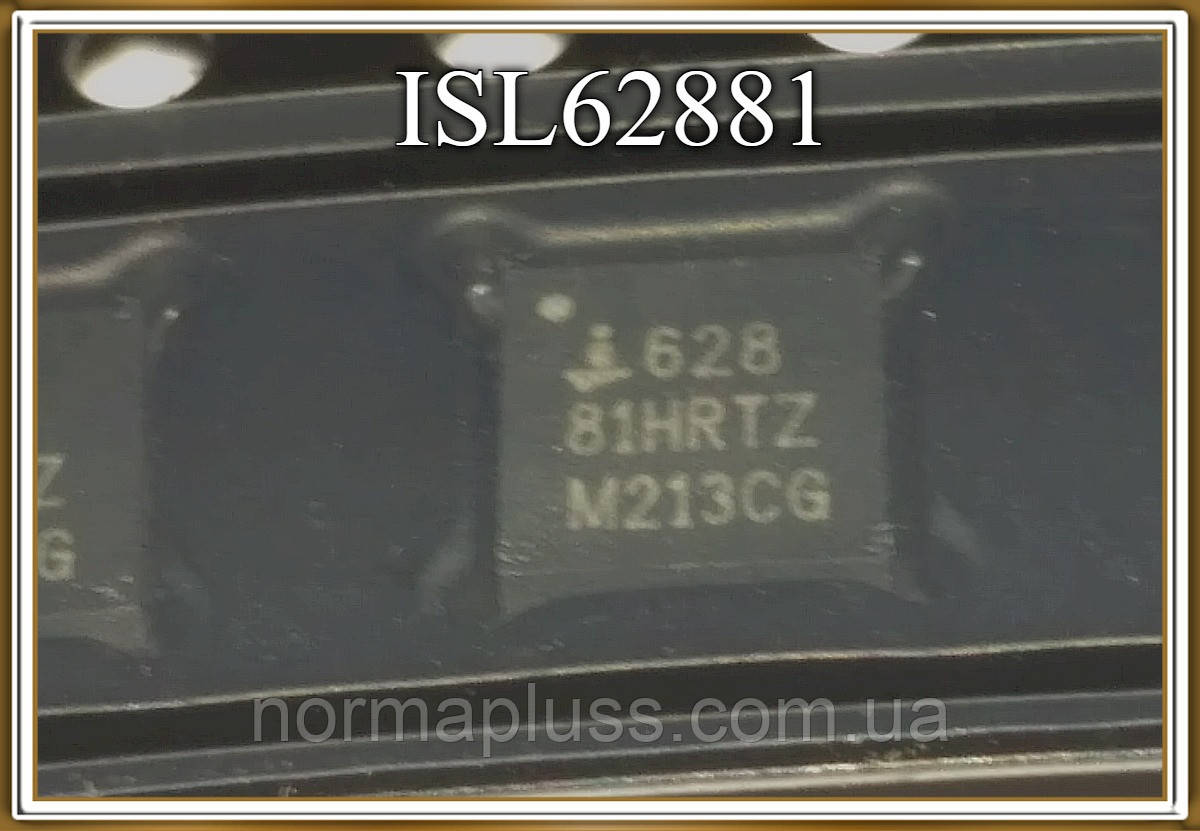 ISL62881
628
81HRTZ
M213CG
Z
G
normapluss.com.ua